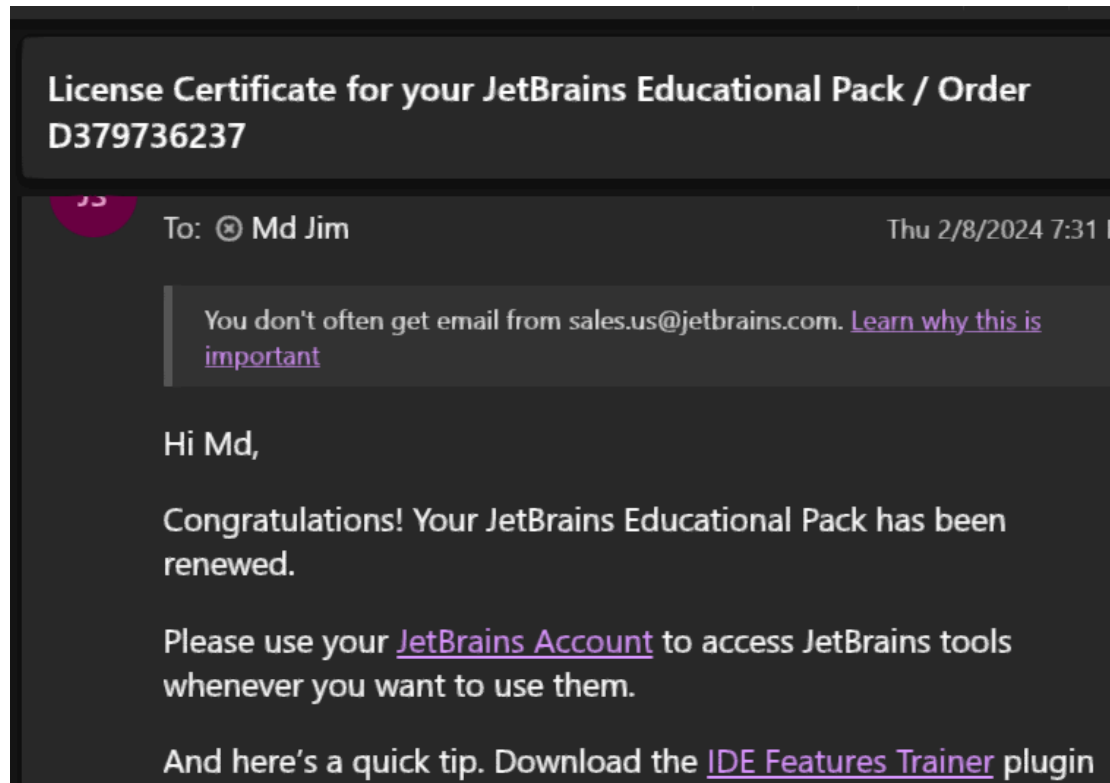 License Certificate for your JetBrains Educational Pack / Order
D379736237
To: Md Jim
Thu 2/8/2024 7:31
You don't often get email from sales.us@jetbrains.com. Learn why this is
important
Hi Md,
Congratulations! Your JetBrains Educational Pack has been
renewed.
Please use your JetBrains Account to access JetBrains tools
whenever you want to use them.
And here’s a quick tip. Download the IDE Features Trainer plugin